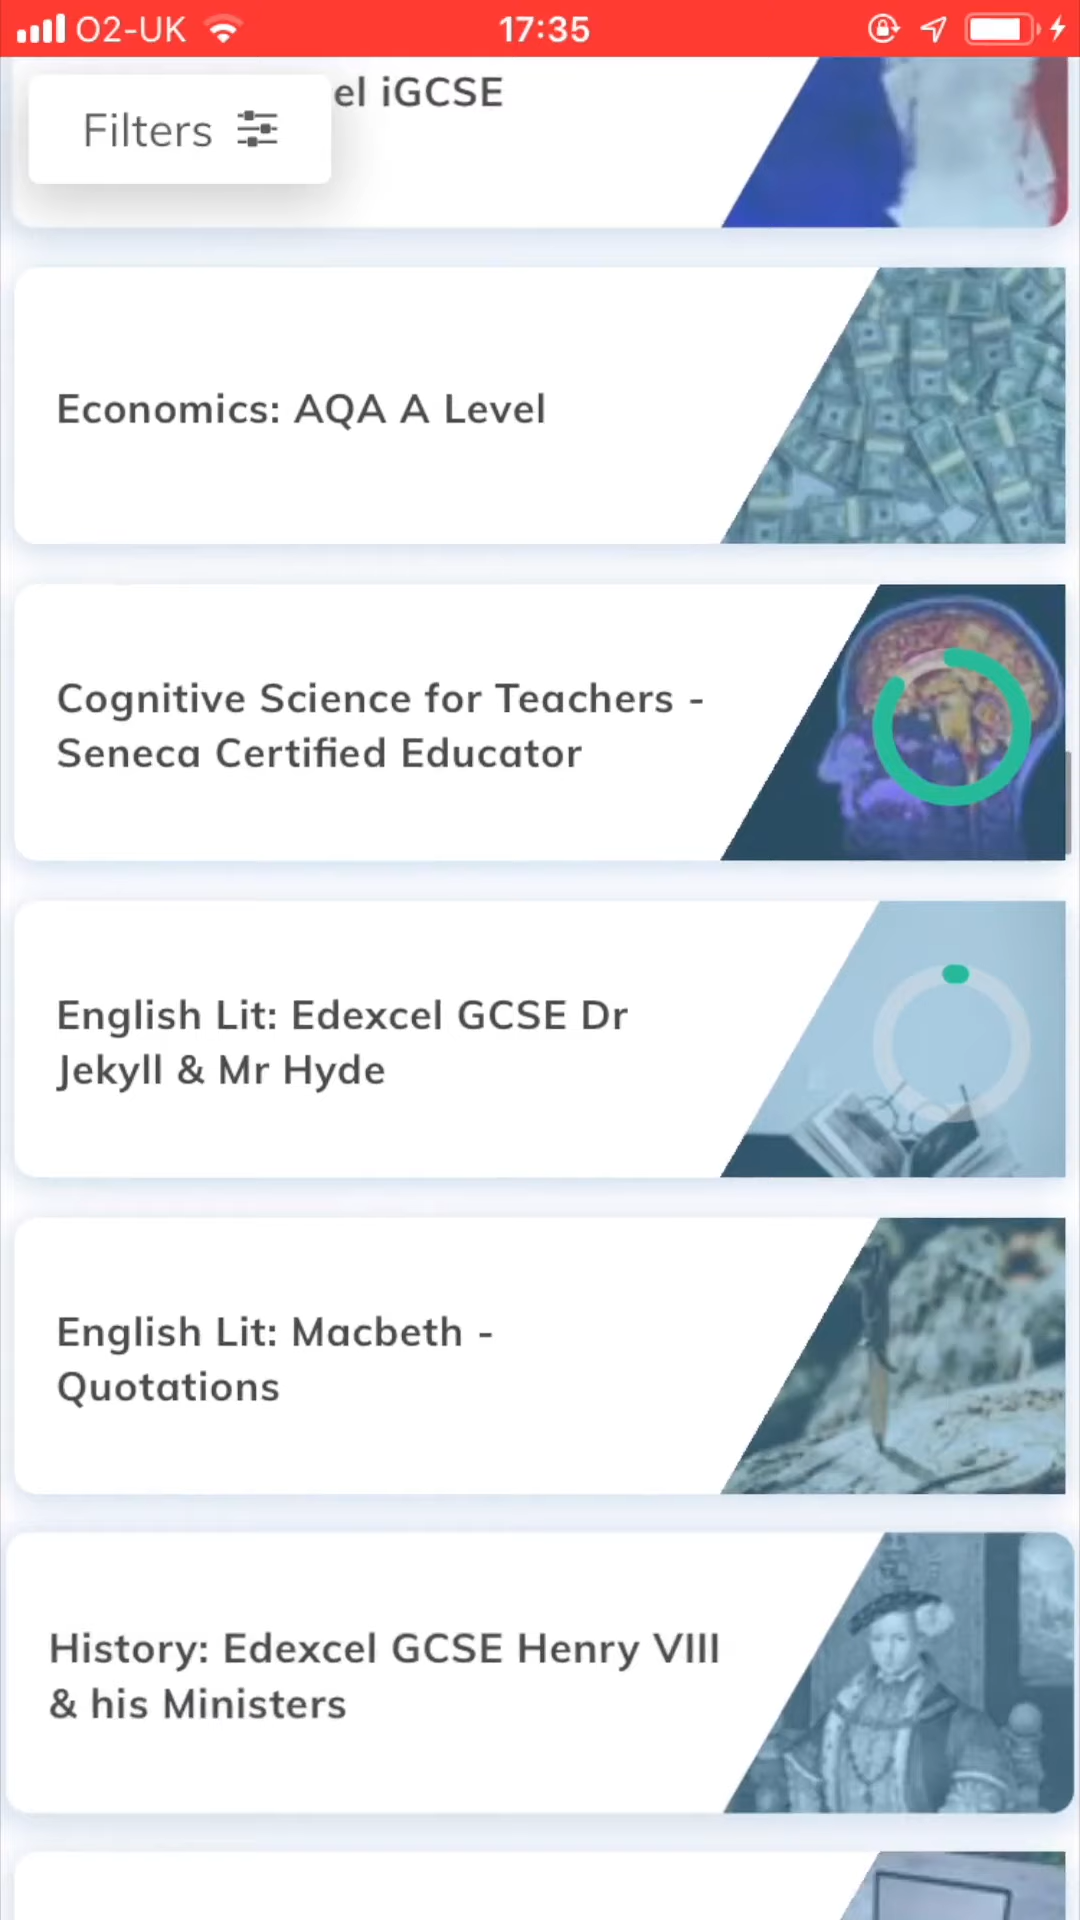 O2-UK
17:35
Filters
el iGCSE
Economics: AQA A Level
Cognitive Science for Teachers -
Seneca Certified Educator
English Lit: Edexcel GCSE Dr
Jekyll & Mr Hyde
English Lit: Macbeth -
Quotations
History: Edexcel GCSE Henry VIII
& his Ministers